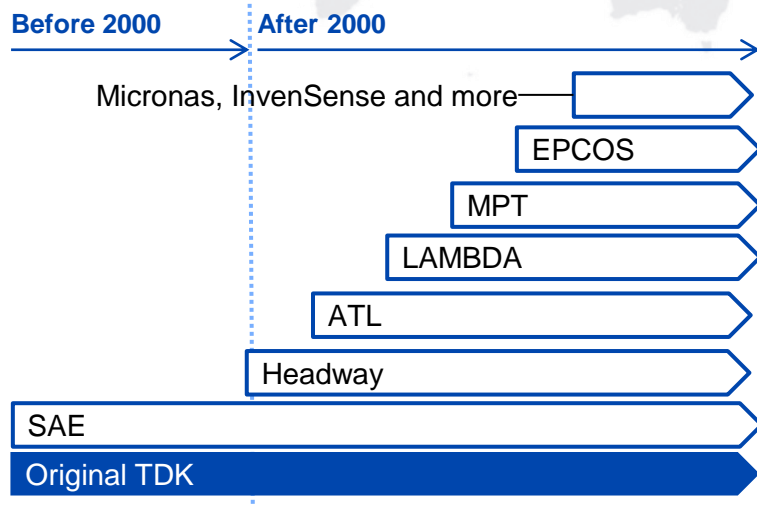 Before 2000
After 2000
Micronas, InvenSense and more
EPCOS
MPT
LAMBDA
ATL
Headway
SAE
Original TDK